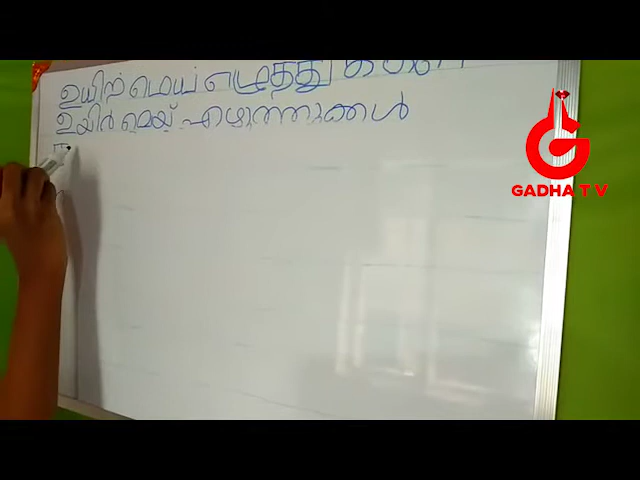 உயிர் மெய் எழுத்துக்கள்
ഉയിർ മെയ് എഴുത്തുക്കൾ
GADHA TV